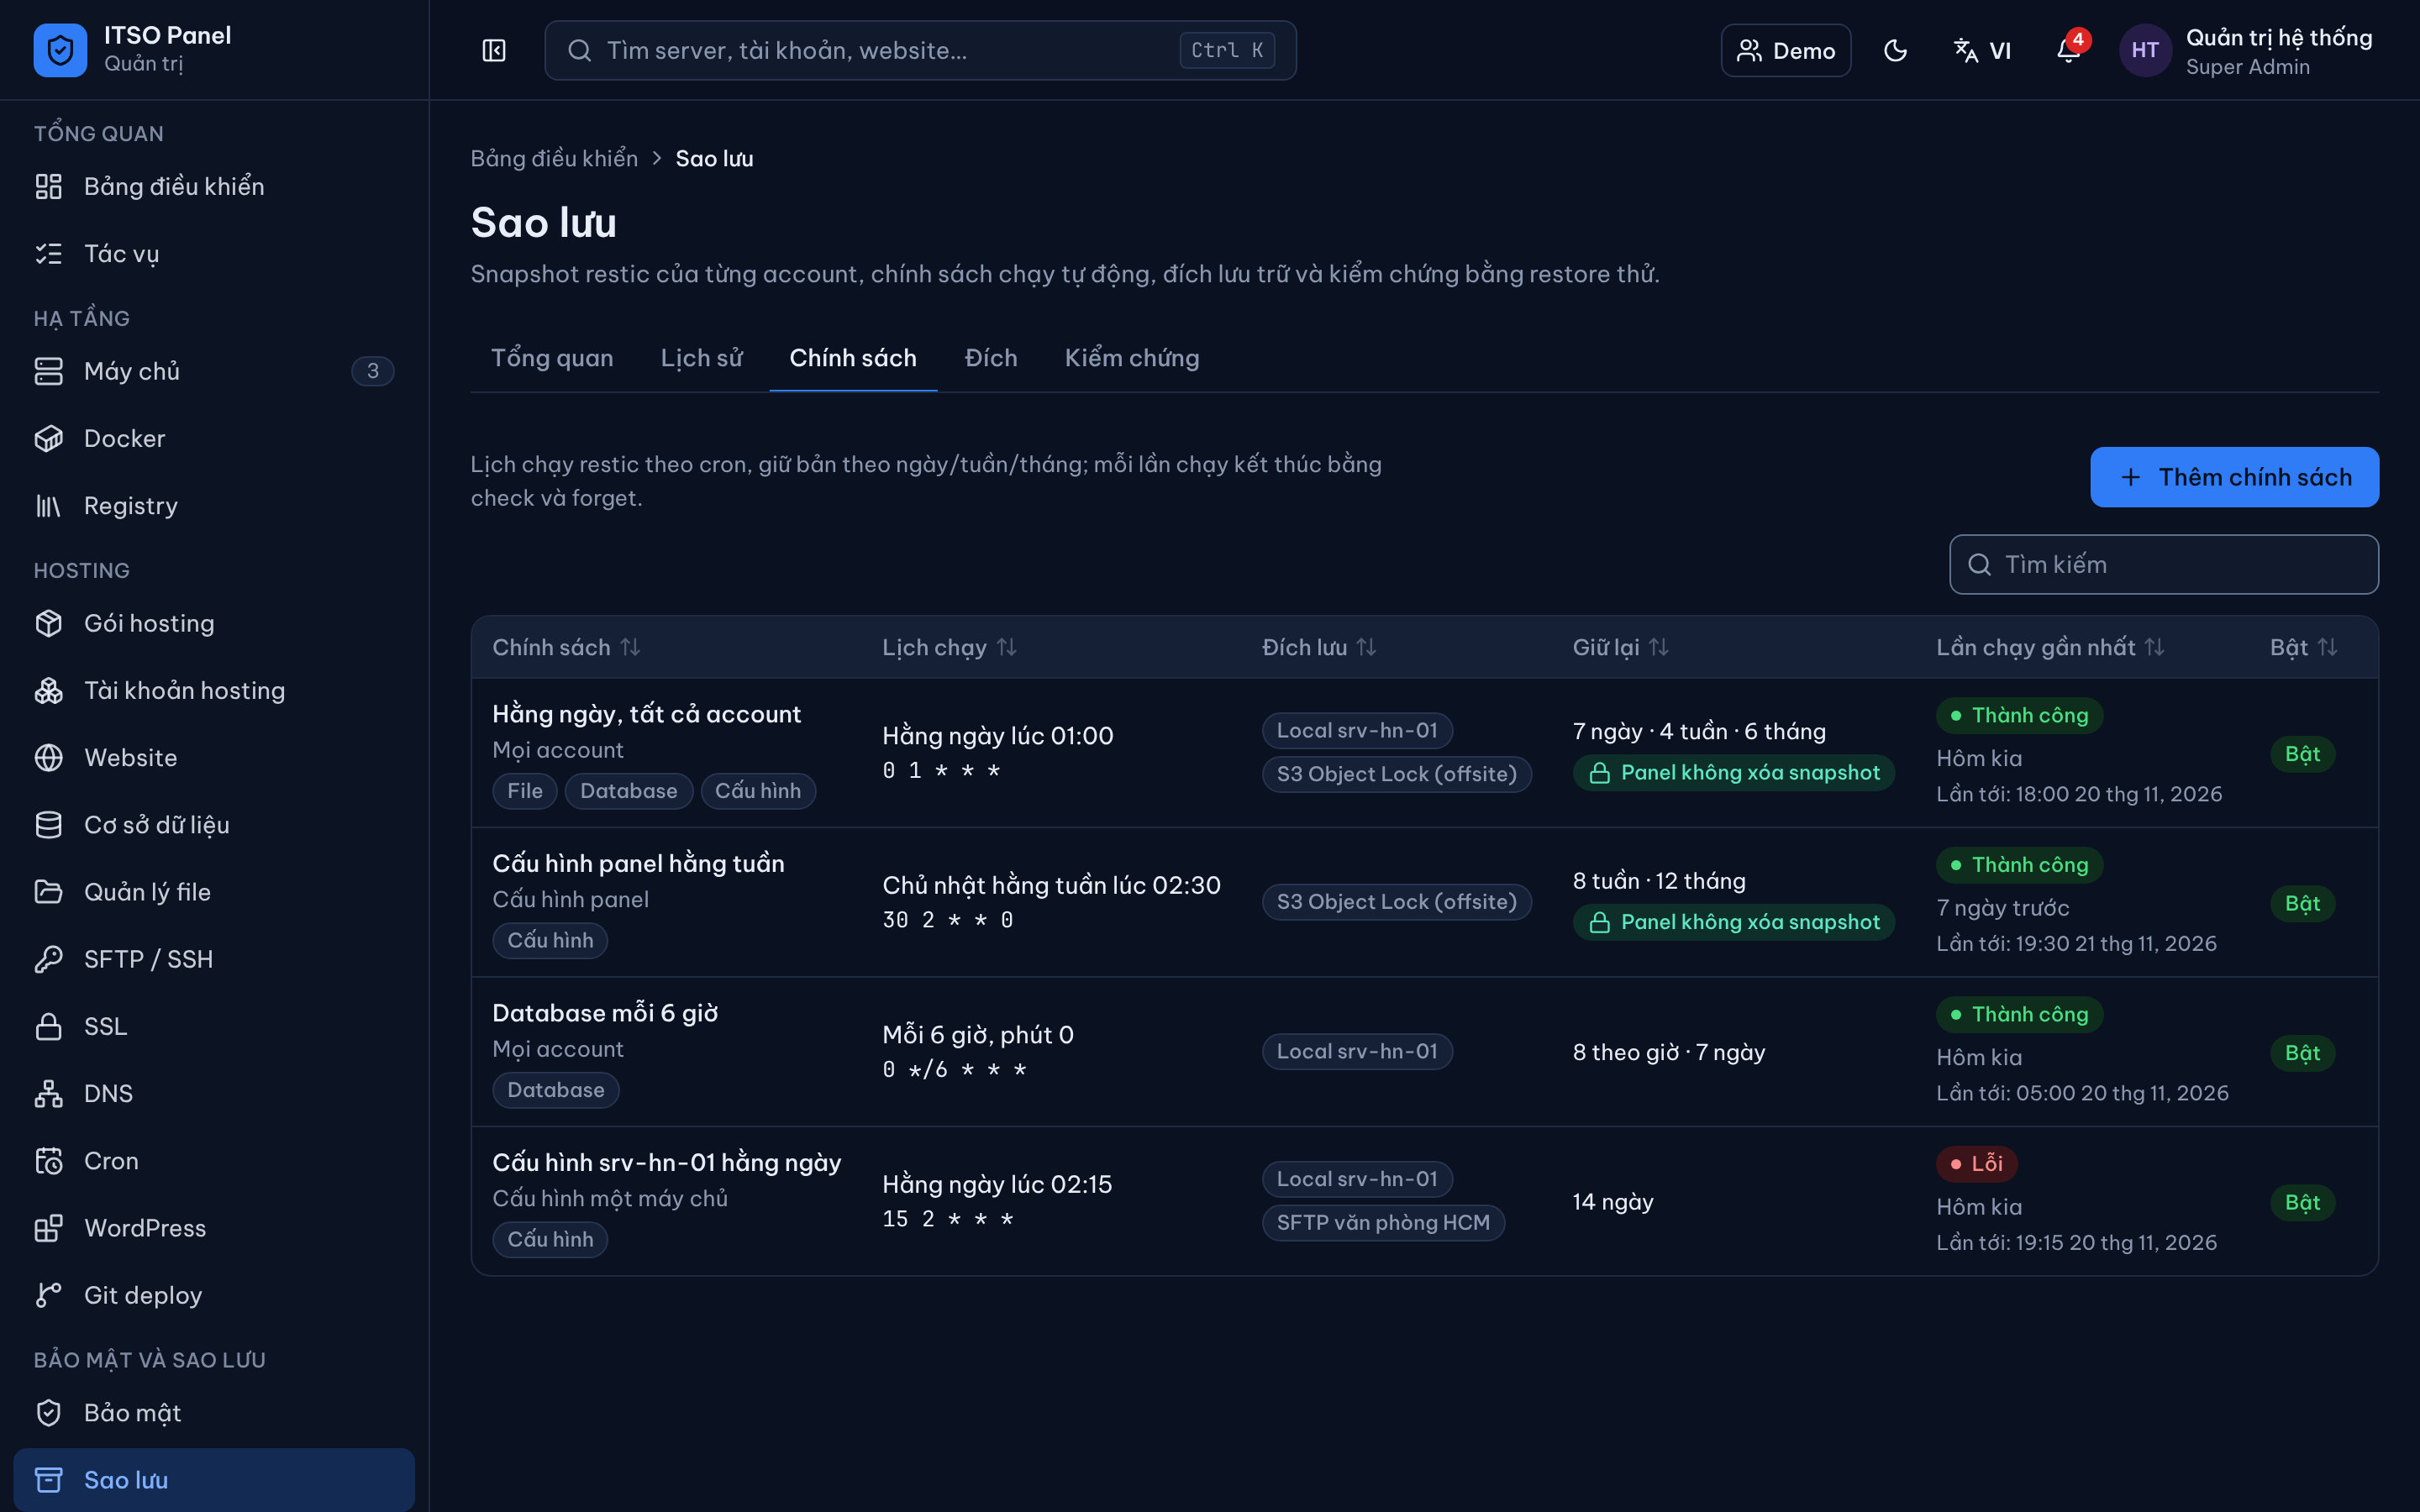 ITSO Panel
Quản trị
Tìm server, tài khoản, website...
Ctrl K
Demo
VI
4
HT
Quản trị hệ thống
Super Admin
TỔNG QUAN
Bảng điều khiển
Tác vụ
HẠ TẦNG
Máy chủ
3
Docker
Registry
HOSTING
Gói hosting
Tài khoản hosting
Website
Cơ sở dữ liệu
Quản lý file
SFTP / SSH
SSL
DNS
Cron
WordPress
Git deploy
BẢO MẬT VÀ SAO LƯU
Bảo mật
Sao lưu
Bảng điều khiển > Sao lưu
Sao lưu
Snapshot restic của từng account, chính sách chạy tự động, đích lưu trữ và kiểm chứng bằng restore thử.
Tổng quan
Lịch sử
Chính sách
Đích
Kiểm chứng
Lịch chạy restic theo cron, giữ bản theo ngày/tuần/tháng; mỗi lần chạy kết thúc bằng
check và forget.
Thêm chính sách
Tìm kiếm
Chính sách
Lịch chạy
Đích lưu
Giữ lại
Lần chạy gần nhất
Bật
Hằng ngày, tất cả account
Mọi account
File
Database
Cấu hình
Hằng ngày lúc 01:00
0 1 * * *
Local srv-hn-01
S3 Object Lock (offsite)
7 ngày · 4 tuần · 6 tháng
Panel không xóa snapshot
Thành công
Hôm kia
Lần tới: 18:00 20 thg 11, 2026
Bật
Cấu hình panel hằng tuần
Cấu hình panel
Cấu hình
Chủ nhật hằng tuần lúc 02:30
30 2 * * 0
S3 Object Lock (offsite)
8 tuần · 12 tháng
Panel không xóa snapshot
Thành công
7 ngày trước
Lần tới: 19:30 21 thg 11, 2026
Bật
Database mỗi 6 giờ
Mọi account
Database
Mỗi 6 giờ, phút 0
0 */6 * * *
Local srv-hn-01
8 theo giờ · 7 ngày
Thành công
Hôm kia
Lần tới: 05:00 20 thg 11, 2026
Bật
Cấu hình srv-hn-01 hằng ngày
Cấu hình một máy chủ
Cấu hình
Hằng ngày lúc 02:15
15 2 * * *
Local srv-hn-01
SFTP văn phòng HCM
14 ngày
Lỗi
Hôm kia
Lần tới: 19:15 20 thg 11, 2026
Bật